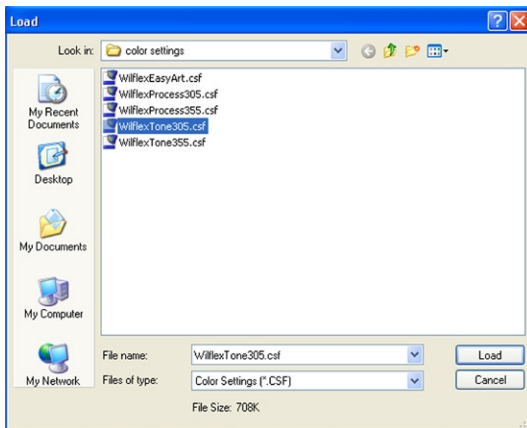 Load
Look in:
color settings
WilflexEasyArt.csf
WilflexProcess305.csf
WilflexProcess355.csf
WilflexTone305.csf
WilflexTone355.csf
My Recent
Documents
Desktop
My Documents
My Computer
My Network
File name:
WilflexTone305.csf
Load
Files of type:
Color Settings (*.CSF)
Cancel
File Size: 708K